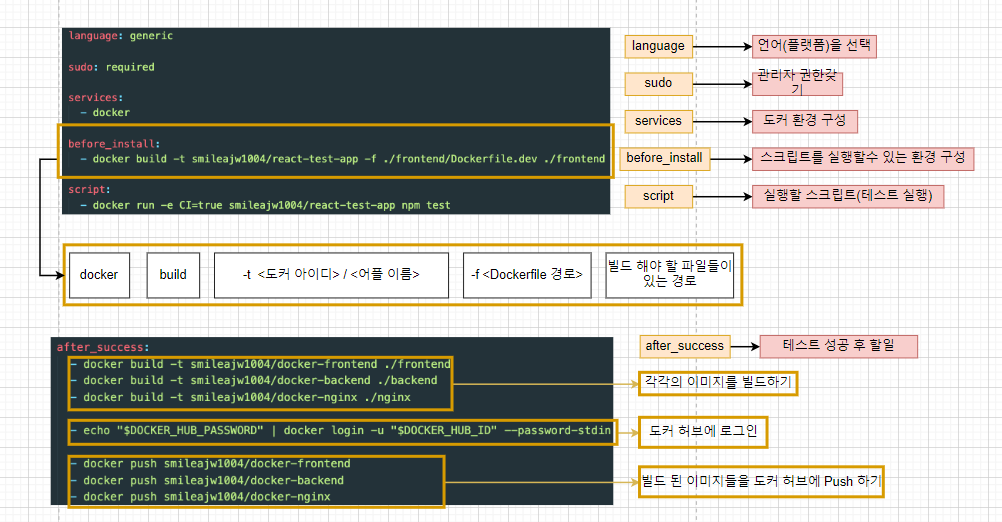 language: generic
sudo: required
services:
- docker
before_install:
- docker build -t smileajw1004/react-test-app -f ./frontend/Dockerfile.dev ./frontend
script:
- docker run -e CI=true smileajw1004/react-test-app npm test
language
언어(플랫폼)을 선택
sudo
관리자 권한갖
기
services
도커 환경 구성
before_install
스크립트를 실행할수 있는 환경 구성
script
실행할 스크립트(테스트 실행)
docker
build
-t <도커 아이디> / <어플 이름>
-f <Dockerfile 경로>
빌드 해야 할 파일들이
있는 경로
after_success:
- docker build -t smileajw1004/docker-frontend ./frontend
- docker build -t smileajw1004/docker-backend ./backend
- docker build -t smileajw1004/docker-nginx ./nginx
- echo "$DOCKER_HUB_PASSWORD" | docker login -u "$DOCKER_HUB_ID" --password-stdin
- docker push smileajw1004/docker-frontend
- docker push smileajw1004/docker-backend
- docker push smileajw1004/docker-nginx
after_success
테스트 성공 후 할일
각각의 이미지를 빌드하기
도커 허브에 로그인
빌드 된 이미지들을 도커 허브에 Push 하기